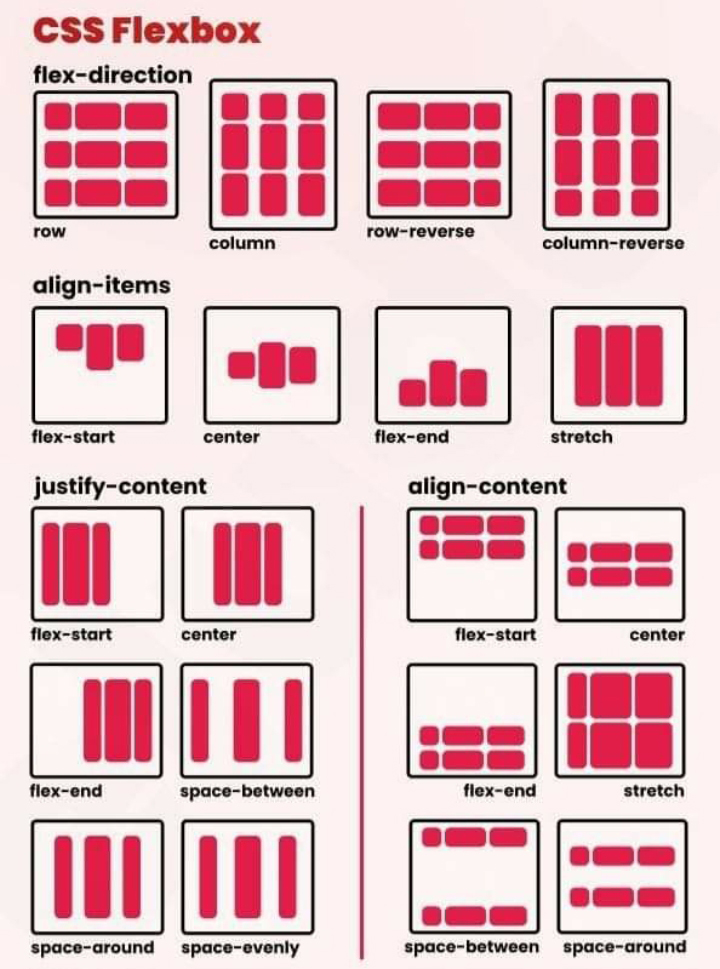 CSS Flexbox
flex-direction
row
column
row-reverse
column-reverse
align-items
flex-start
center
flex-end
stretch
justify-content
flex-start
center
flex-end
space-between
space-around
space-evenly
align-content
flex-start
center
flex-end
stretch
space-between
space-around